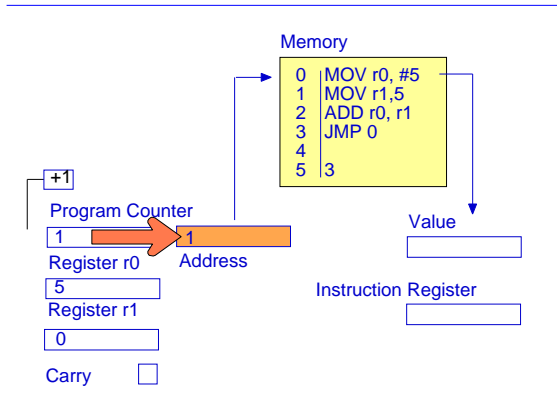 Memory
0 MOV r0, #5
1 MOV r1,5
2 ADD r0, r1
3 JMP 0
4
5 3
+1
Program Counter
1
1
Address
Value
Register r0
5
Instruction Register
Register r1
0
Carry